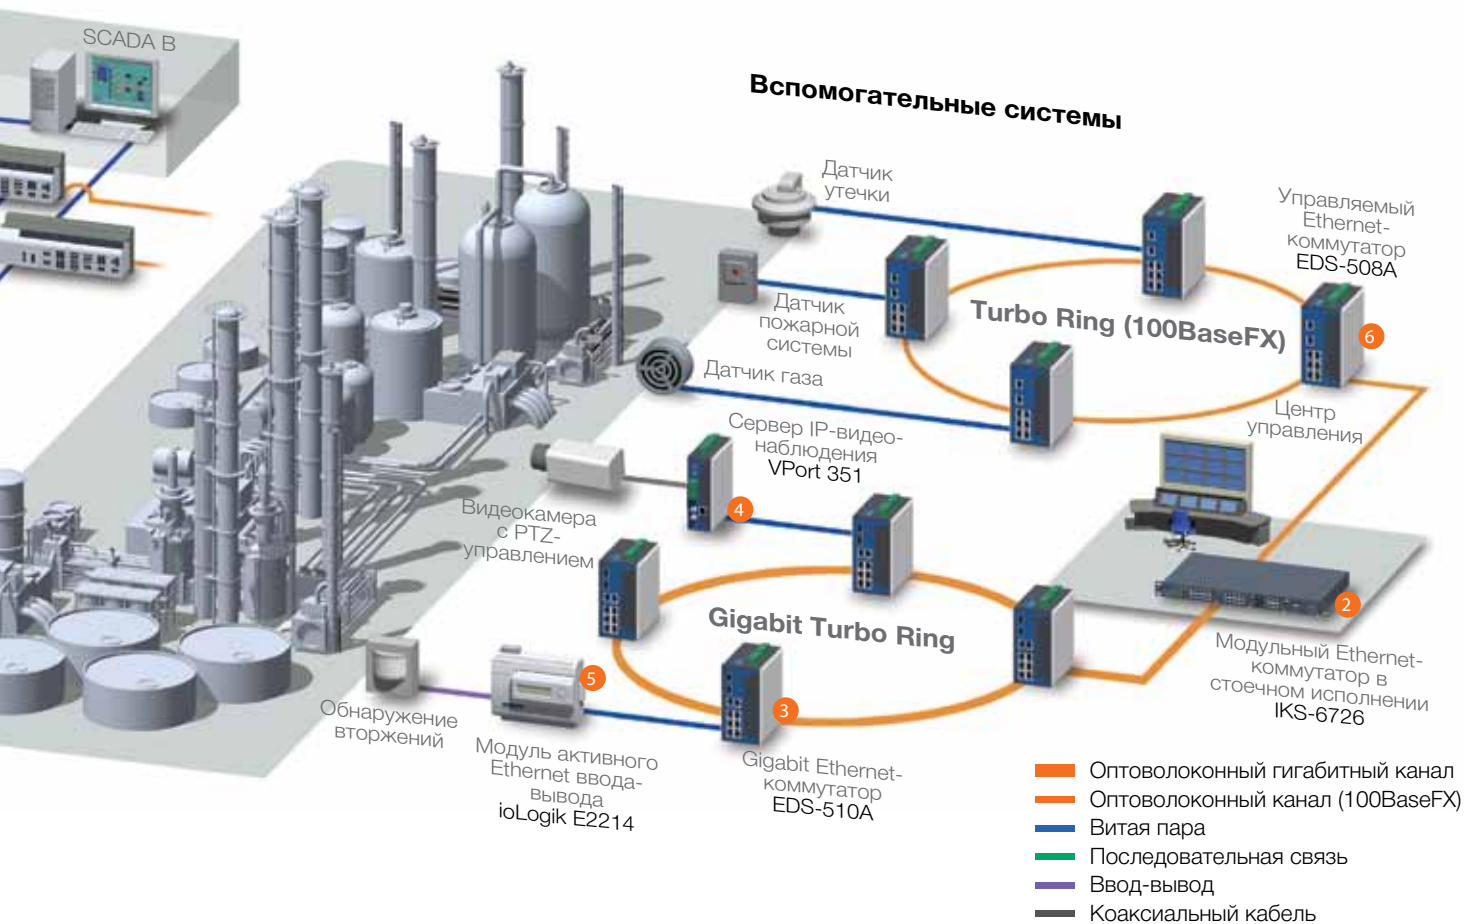 SCADA B
Вспомогательные системы
Датчик
утечки
Управляемый
Ethernet-
коммутатор
EDS-508A
Датчик
пожарной
системы
Turbo Ring (100BaseFX)
6
Датчик газа
Центр
управления
Сервер IP-видео-
наблюдения
VPort 351
4
Видеокамера
с PTZ-
управлением
2
Gigabit Turbo Ring
Модульный Ethernet-
коммутатор в
стоечном исполнении
IKS-6726
5
3
Обнаружение
вторжений
Модуль активного
Ethernet ввода-
вывода
ioLogik E2214
Gigabit Ethernet-
коммутатор
EDS-510A
Оптоволоконный гигабитный канал
Оптоволоконный канал (100BaseFX)
Витая пара
Последовательная связь
Ввод-вывод
Коаксиальный кабель